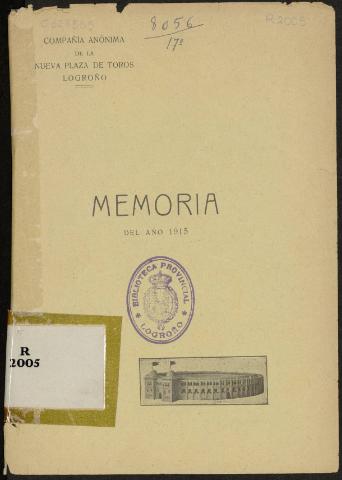 8056
17ª
R 2005
COMPAÑIA ANÓNIMA
DE LA
NUEVA PLAZA DE TOROS
LOGROÑO
MEMORIA
DEL AÑO 1915
BIBLIOTECA PROVINCIAL
LOGROÑO
R
2005